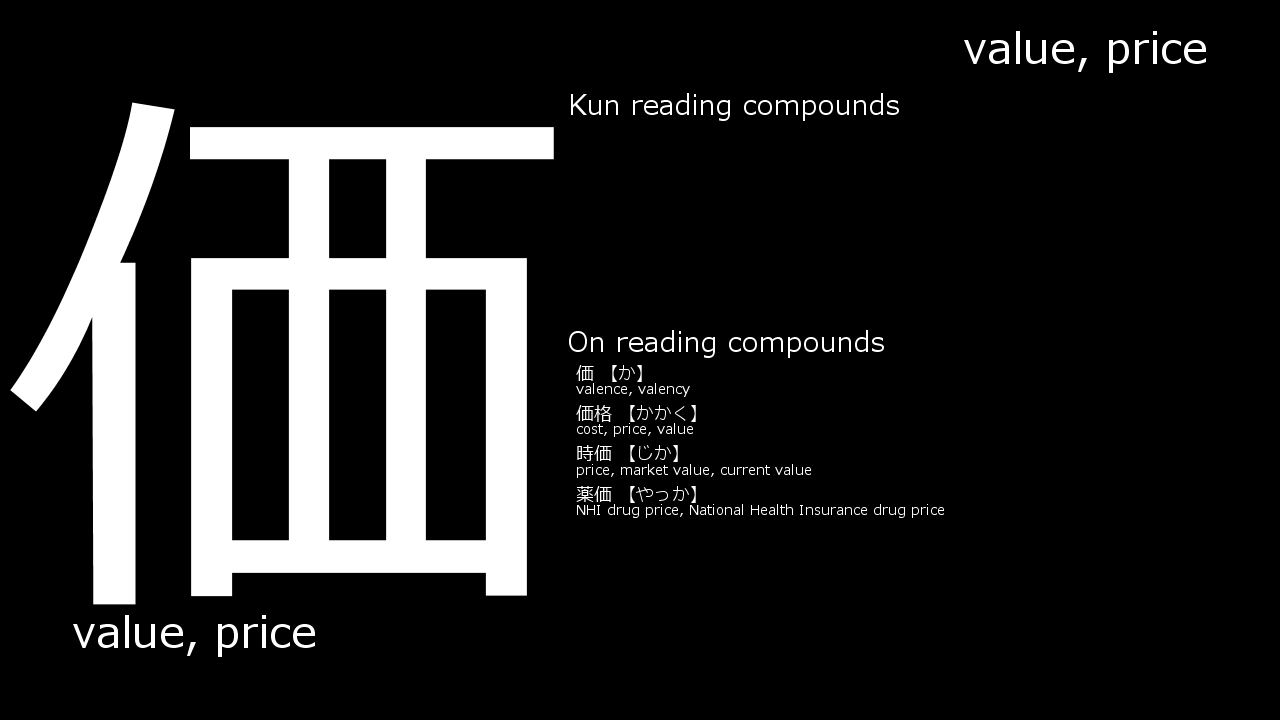 value, price
価
Kun reading compounds
On reading compounds
価 【か】
valence, valency
価格 【かかく】
cost, price, value
時価 【じか】
price, market value, current value
薬価 【やっか】
NHI drug price, National Health Insurance drug price
value, price